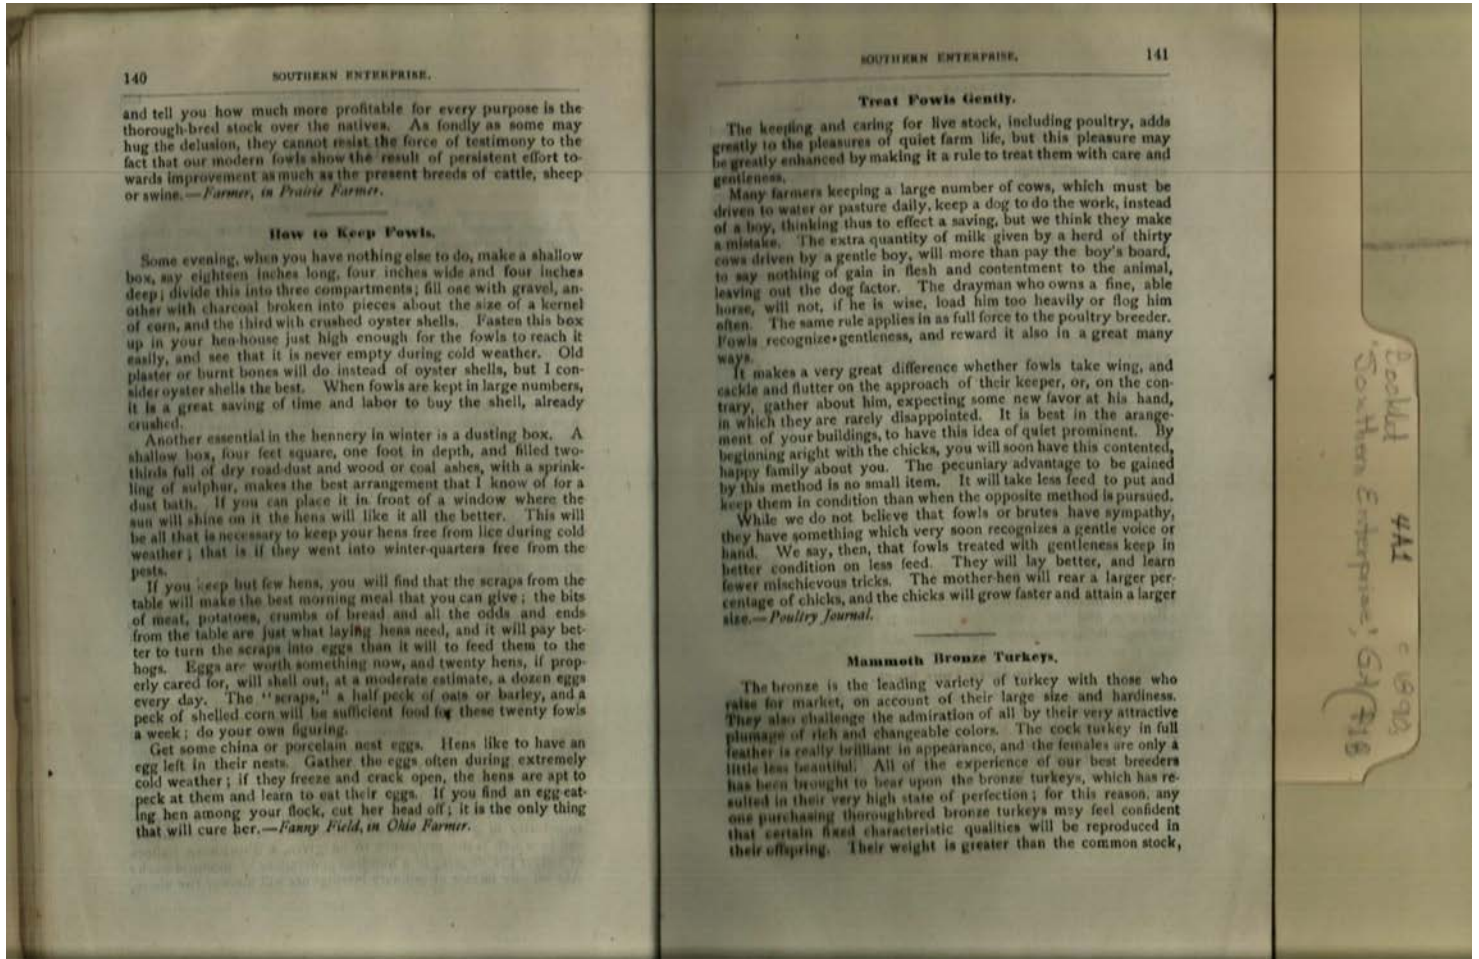 140
SOUTHERN ENTERPRISE.
and tell you how much more profitable for every purpose is the
thorough-bred stock over the natives. As fondly as some may
hug the delusion, they cannot resist the force of testimony to the
fact that our modern fowls show the result of persistent effort to-
wards improvement as much as the present breeds of cattle, sheep
or swine.—Farmer, in Prairie Farmer.
How to Keep Fowls.
Some evening, when you have nothing else to do, make a shallow
box, say eighteen inches long, four inches wide and four inches
deep; divide this into three compartments; fill one with gravel, an-
other with charcoal broken into pieces about the size of a kernel
of corn, and the third with crushed oyster shells. Fasten this box
up in your hen-house just high enough for the fowls to reach it
easily, and see that it is never empty during cold weather. Old
plaster or burnt bones will do instead of oyster shells, but I con-
sider oyster shells the best. When fowls are kept in large numbers,
it is a great saving of time and labor to buy the shell, already
crushed.
Another essential in the hennery in winter is a dusting box. A
shallow box, four feet square, one foot in depth, and filled two-
thirds full of dry road-dust and wood or coal ashes, with a sprink-
ling of sulphur, makes the best arrangement that I know of for a
dust bath. If you can place it in front of a window where the
sun will shine on it the hens will like it all the better. This will
be all that is necessary to keep your hens free from lice during cold
weather; that is if they went into winter-quarters free from the
pests.
If you keep but few hens, you will find that the scraps from the
table will make the best morning meal that you can give; the bits
of meat, potatoes, crumbs of bread and all the odds and ends
from the table are just what laying hens need, and it will pay bet-
ter to turn the scraps into eggs than it will to feed them to the
hogs. Eggs are worth something now, and twenty hens, if prop-
erly cared for, will shell out, at a moderate estimate, a dozen eggs
every day. The "scraps," a half peck of oats or barley, and a
peck of shelled corn will be sufficient food for these twenty fowls
a week; do your own figuring.
Get some china or porcelain nest eggs. Hens like to have an
egg left in their nests. Gather the eggs often during extremely
cold weather; if they freeze and crack open, the hens are apt to
peck at them and learn to eat their eggs. If you find an egg-eat-
ing hen among your flock, cut her head off; it is the only thing
that will cure her.—Fanny Field, in Ohio Farmer.
SOUTHERN ENTERPRISE.
141
Treat Fowls Gently.
The keeping and caring for live stock, including poultry, adds
greatly to the pleasures of quiet farm life, but this pleasure may
be greatly enhanced by making it a rule to treat them with care and
gentleness.
Many farmers keeping a large number of cows, which must be
driven to water or pasture daily, keep a dog to do the work, instead
of a boy, thinking thus to effect a saving, but we think they make
a mistake. The extra quantity of milk given by a herd of thirty
cows driven by a gentle boy, will more than pay the boy's board,
to say nothing of gain in flesh and contentment to the animal,
leaving out the dog factor. The drayman who owns a fine, able
horse, will not, if he is wise, load him too heavily or flog him
often. The same rule applies in as full force to the poultry breeder.
Fowls recognize gentleness, and reward it also in a great many
ways.
It makes a very great difference whether fowls take wing, and
cackle and flutter on the approach of their keeper, or, on the con-
trary, gather about him, expecting some new favor at his hand,
in which they are rarely disappointed. It is best in the arange-
ment of your buildings, to have this idea of quiet prominent. By
beginning aright with the chicks, you will soon have this contented,
happy family about you. The pecuniary advantage to be gained
by this method is no small item. It will take less feed to put and
keep them in condition than when the opposite method is pursued.
While we do not believe that fowls or brutes have sympathy,
they have something which very soon recognizes a gentle voice or
hand. We say, then, that fowls treated with gentleness keep in
better condition on less feed. They will lay better, and learn
fewer mischievous tricks. The mother-hen will rear a larger per-
centage of chicks, and the chicks will grow faster and attain a larger
size.—Poultry Journal.
Mammoth Bronze Turkeys.
The bronze is the leading variety of turkey with those who
raise for market, on account of their large size and hardiness.
They also challenge the admiration of all by their very attractive
plumage of rich and changeable colors. The cock turkey in full
feather is really brilliant in appearance, and the females are only a
little less beautiful. All of the experience of our best breeders
has been brought to bear upon the bronze turkeys, which has re-
sulted in their very high state of perfection; for this reason, any
one purchasing thoroughbred bronze turkeys may feel confident
that certain fixed characteristic qualities will be reproduced in
their offspring. Their weight is greater than the common stock,
Booklet 4A1 c 1890
"Southern Enterprise", GA